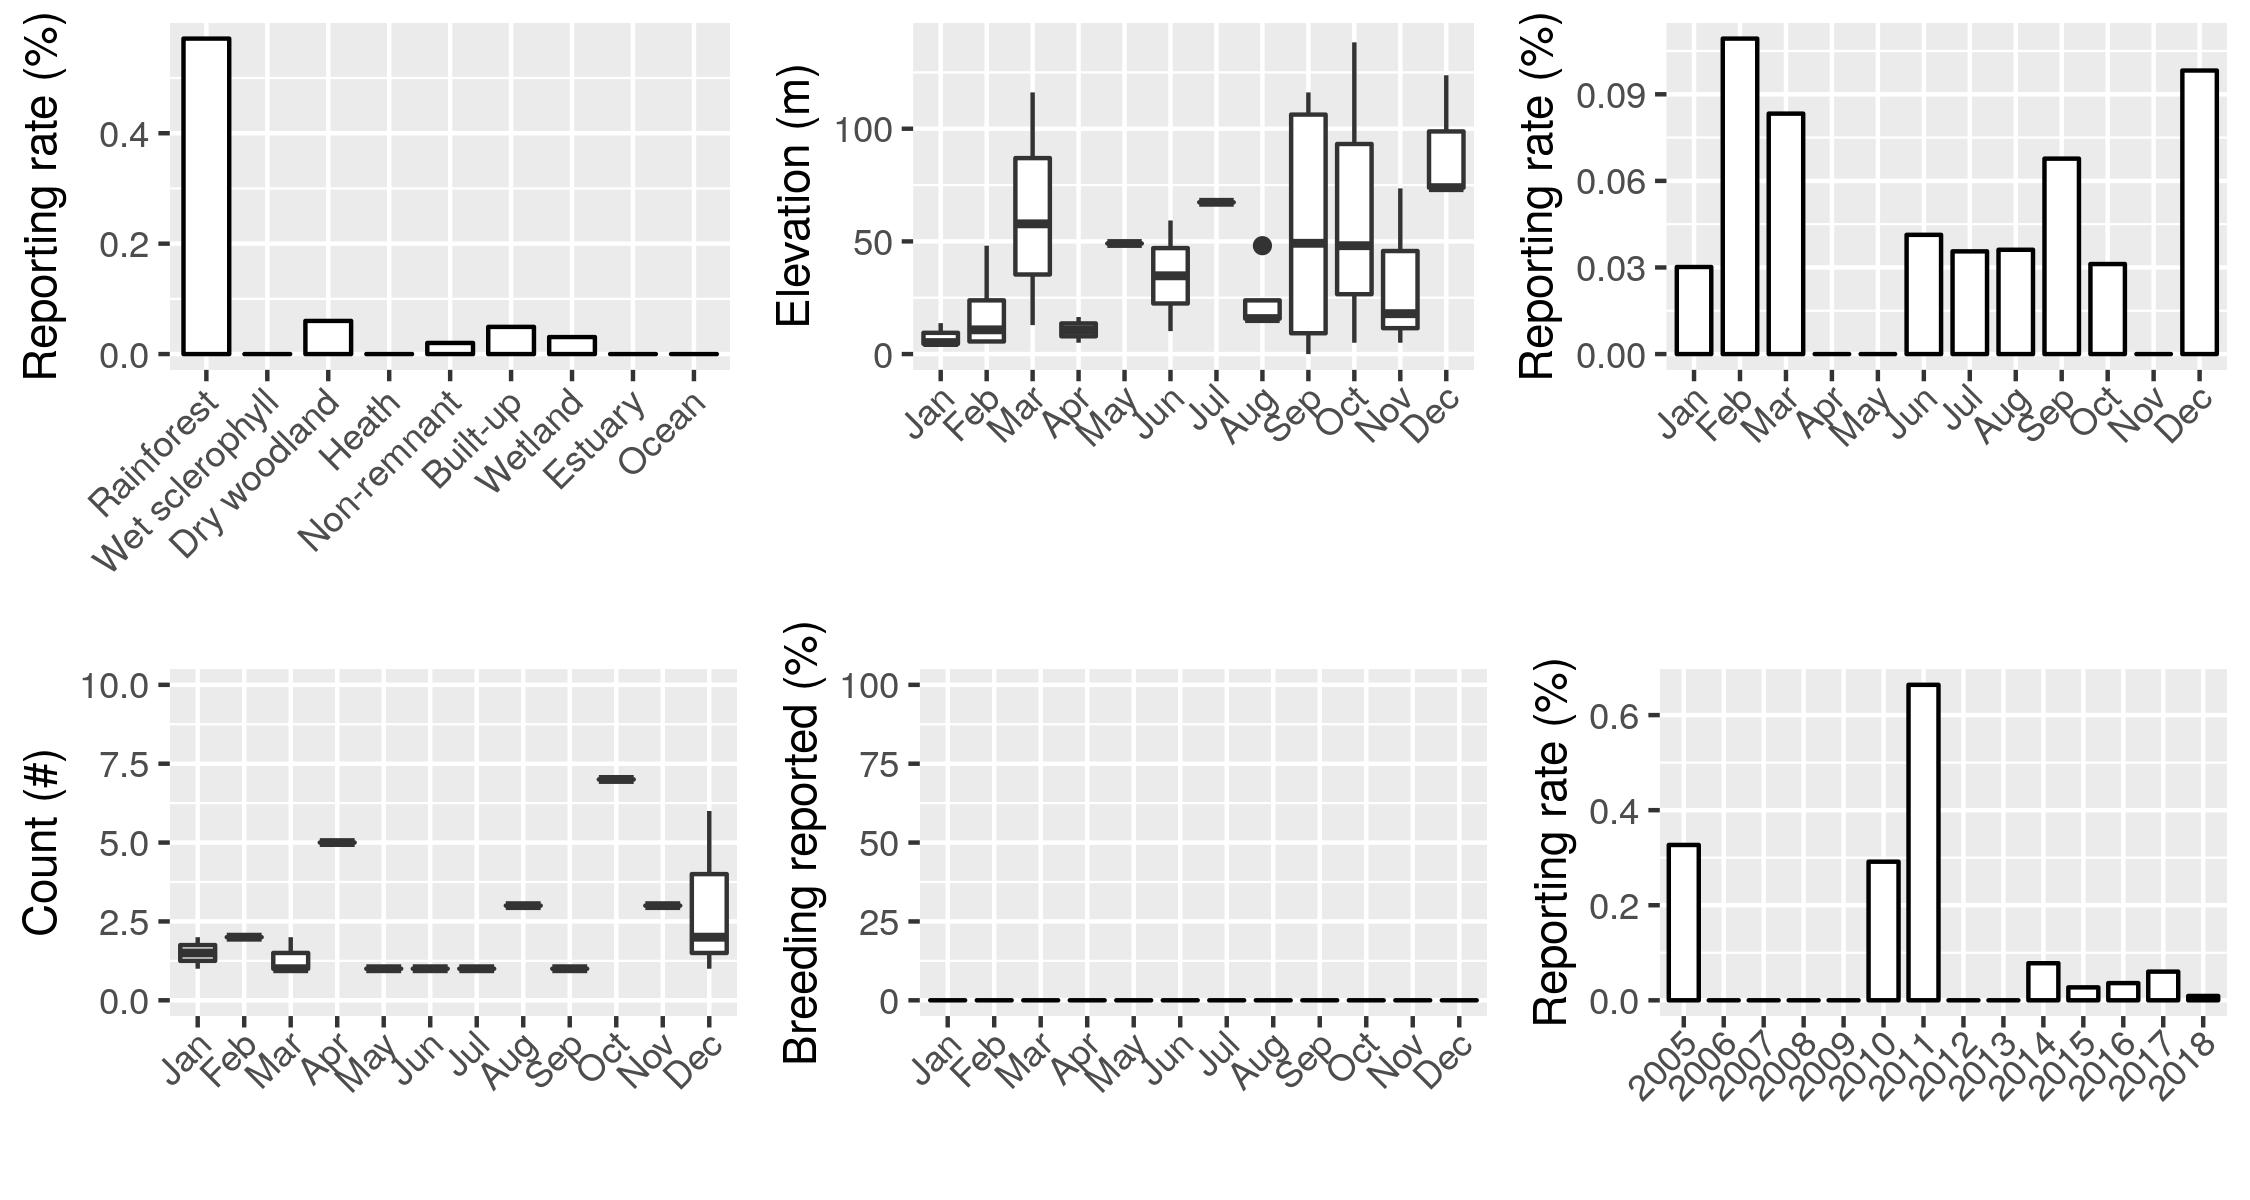 Reporting rate (%)
0.4
0.2
0.0
Rainforest
Wet sclerophyll
Dry woodland
Heath
Non-remnant
Built-up
Wetland
Estuary
Ocean
Elevation (m)
100
50
0
Jan
Feb
Mar
Apr
May
Jun
Jul
Aug
Sep
Oct
Nov
Dec
Reporting rate (%)
0.09
0.06
0.03
0.00
Jan
Feb
Mar
Apr
May
Jun
Jul
Aug
Sep
Oct
Nov
Dec
Count (#)
10.0
7.5
5.0
2.5
0.0
Jan
Feb
Mar
Apr
May
Jun
Jul
Aug
Sep
Oct
Nov
Dec
Breeding reported (%)
100
75
50
25
0
Jan
Feb
Mar
Apr
May
Jun
Jul
Aug
Sep
Oct
Nov
Dec
Reporting rate (%)
0.6
0.4
0.2
0.0
2005
2006
2007
2008
2009
2010
2011
2012
2013
2014
2015
2016
2017
2018